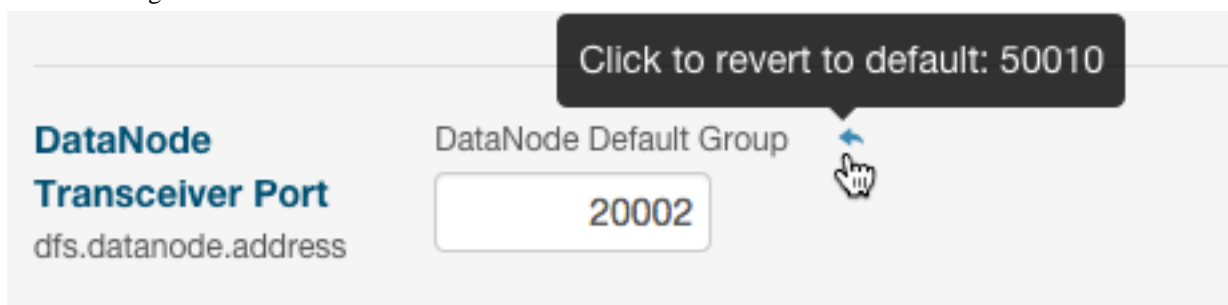 Click to revert to default: 50010
DataNode
Transceiver Port
dfs.datanode.address
DataNode Default Group
20002